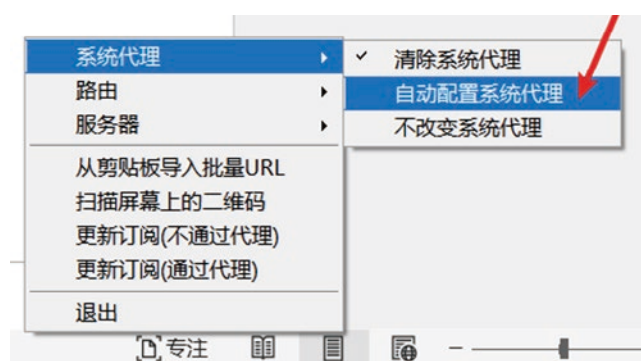 系统代理
路由
服务器
从剪贴板导入批量URL
扫描屏幕上的二维码
更新订阅(不通过代理)
更新订阅(通过代理)
退出
清除系统代理
自动配置系统代理
不改变系统代理
专注